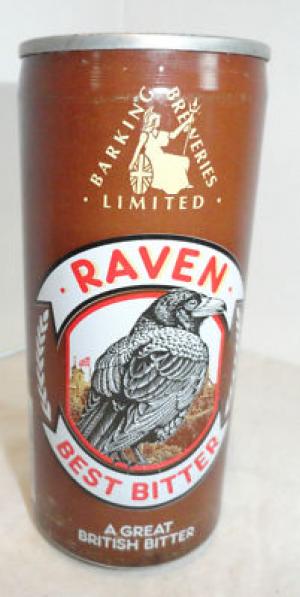 BARKING BREWERIES
· LIMITED ·
· RAVEN ·
BEST BITTER
A GREAT
BRITISH BITTER